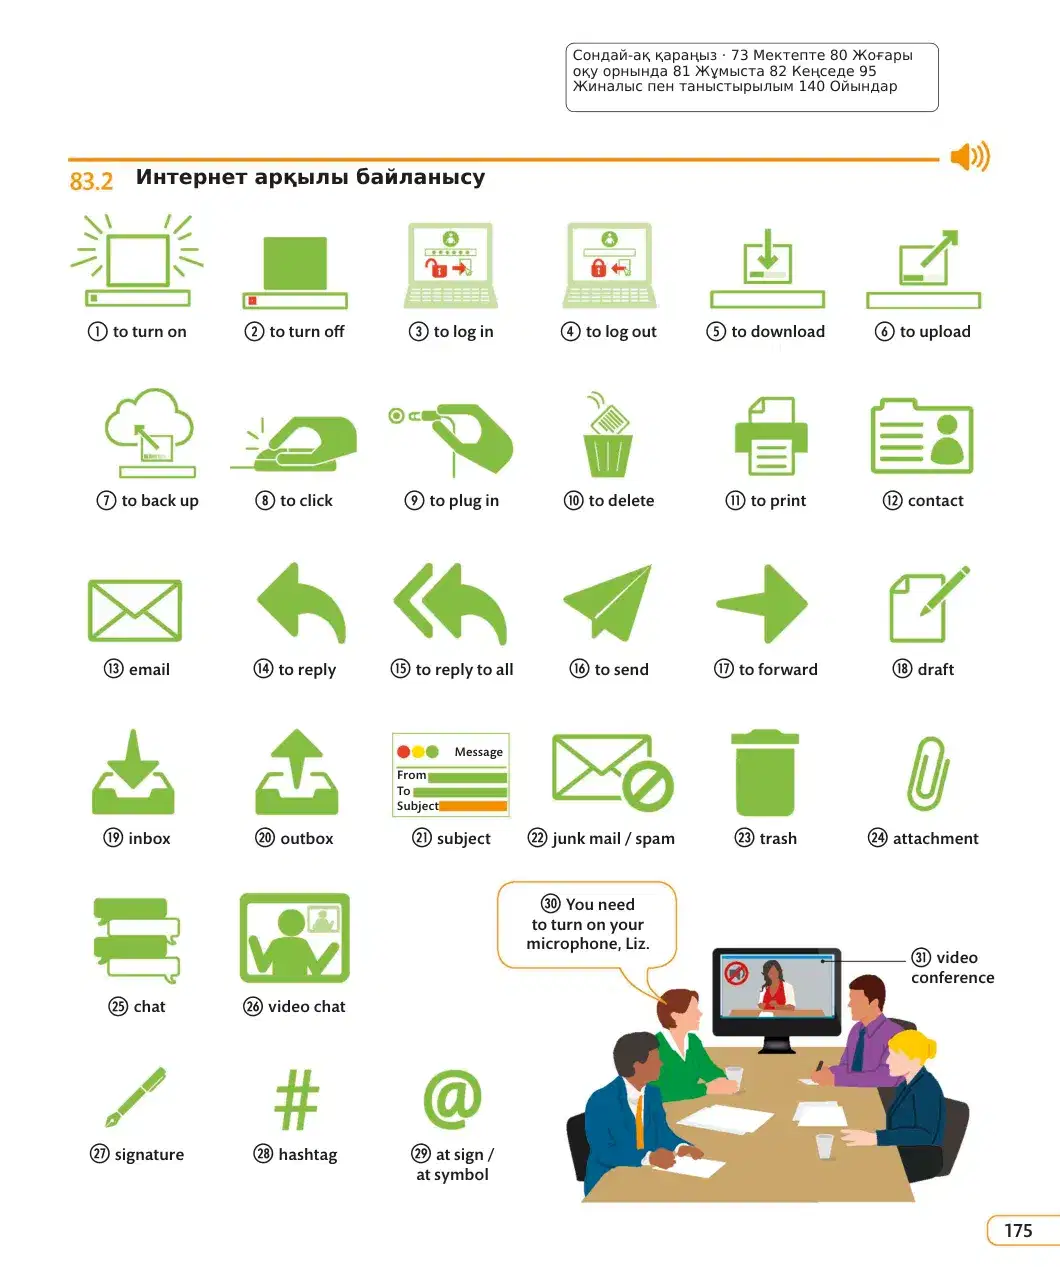 Сондай-ақ қараңыз · 73 Мектепте 80 Жоғары
оқу орнында 81 Жұмыста 82 Кеңседе 95
Жиналыс пен таныстырылым 140 Ойындар
83.2 Интернет арқылы байланысу
1 to turn on
2 to turn off
3 to log in
4 to log out
5 to download
6 to upload
7 to back up
8 to click
9 to plug in
10 to delete
11 to print
12 contact
13 email
14 to reply
15 to reply to all
16 to send
17 to forward
18 draft
Message
From
To
Subject
19 inbox
20 outbox
21 subject
22 junk mail / spam
23 trash
24 attachment
25 chat
26 video chat
30 You need
to turn on your
microphone, Liz.
31 video
conference
#
@
27 signature
28 hashtag
29 at sign /
at symbol
175